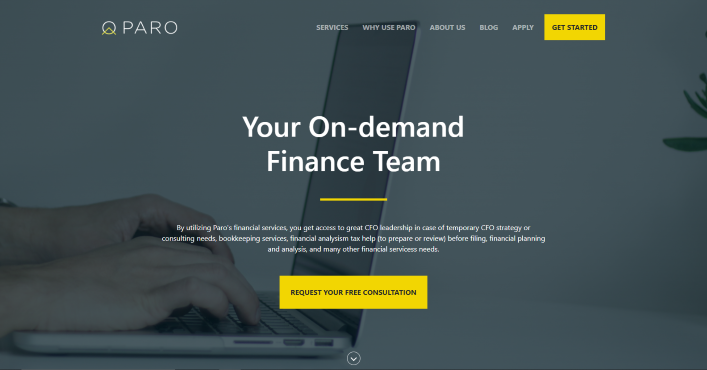 PARO
SERVICES WHY USE PARO ABOUT US BLOG APPLY GET STARTED
Your On-demand
Finance Team
By utilizing Paro's financial services, you get access to great CFO leadership in case of temporary CFO strategy or
consulting needs, bookkeeping services, financial analysism tax help (to prepare or review) before filing, financial planning
and analysis, and many other financial servicess needs.
REQUEST YOUR FREE CONSULTATION